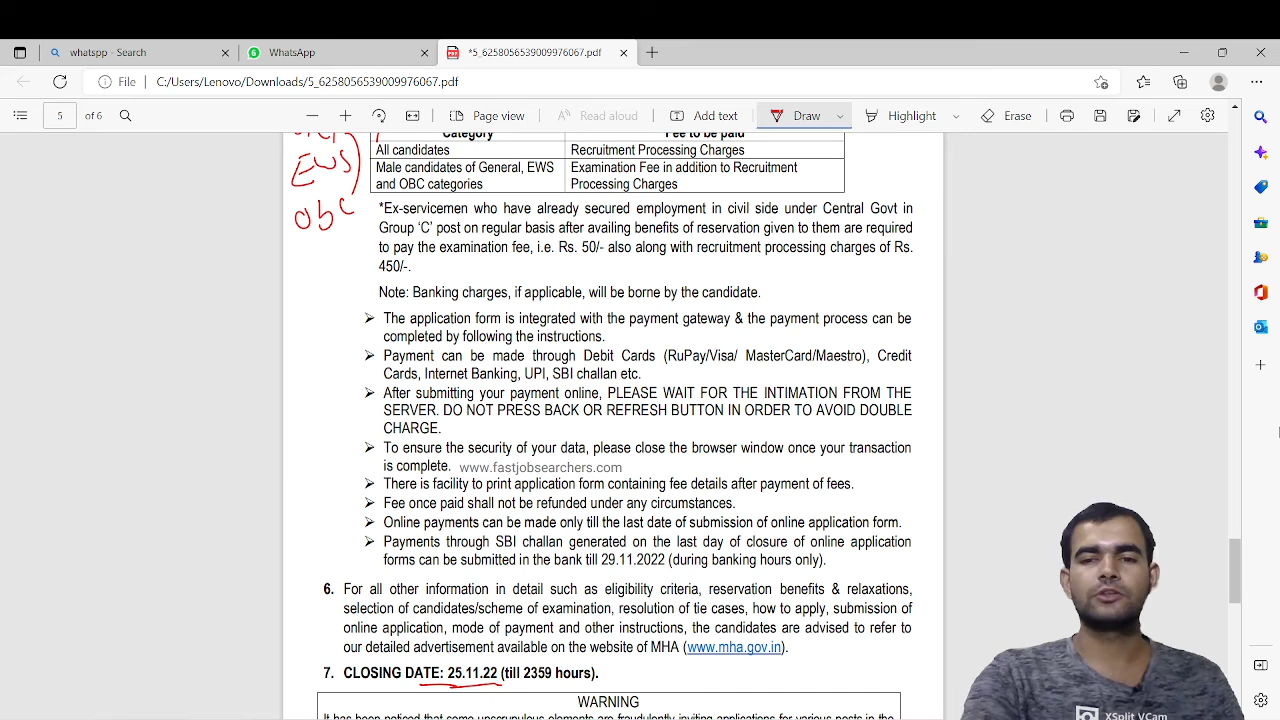 whatspp - Search
WhatsApp
*5_6258056539009976067.pdf
File
C:/Users/Lenovo/Downloads/5_6258056539009976067.pdf
5
of 6
Page view
Read aloud
Add text
Draw
Highlight
Erase
Category Fee to be paid
All candidates Recruitment Processing Charges
Male candidates of General, EWS Examination Fee in addition to Recruitment
and OBC categories Processing Charges
EWS
ObC
*Ex-servicemen who have already secured employment in civil side under Central Govt in
Group ‘C’ post on regular basis after availing benefits of reservation given to them are required
to pay the examination fee, i.e. Rs. 50/- also along with recruitment processing charges of Rs.
450/-.
Note: Banking charges, if applicable, will be borne by the candidate.
The application form is integrated with the payment gateway & the payment process can be
completed by following the instructions.
Payment can be made through Debit Cards (RuPay/Visa/ MasterCard/Maestro), Credit
Cards, Internet Banking, UPI, SBI challan etc.
After submitting your payment online, PLEASE WAIT FOR THE INTIMATION FROM THE
SERVER. DO NOT PRESS BACK OR REFRESH BUTTON IN ORDER TO AVOID DOUBLE
CHARGE.
To ensure the security of your data, please close the browser window once your transaction
is complete. www.fastjobsearchers.com
There is facility to print application form containing fee details after payment of fees.
Fee once paid shall not be refunded under any circumstances.
Online payments can be made only till the last date of submission of online application form.
Payments through SBI challan generated on the last day of closure of online application
forms can be submitted in the bank till 29.11.2022 (during banking hours only).
6. For all other information in detail such as eligibility criteria, reservation benefits & relaxations,
selection of candidates/scheme of examination, resolution of tie cases, how to apply, submission of
online application, mode of payment and other instructions, the candidates are advised to refer to
our detailed advertisement available on the website of MHA (www.mha.gov.in).
7. CLOSING DATE: 25.11.22 (till 2359 hours).
WARNING
It has been noticed that some unscrupulous elements are fraudulently inviting applications for various posts in the
XSplit VCam